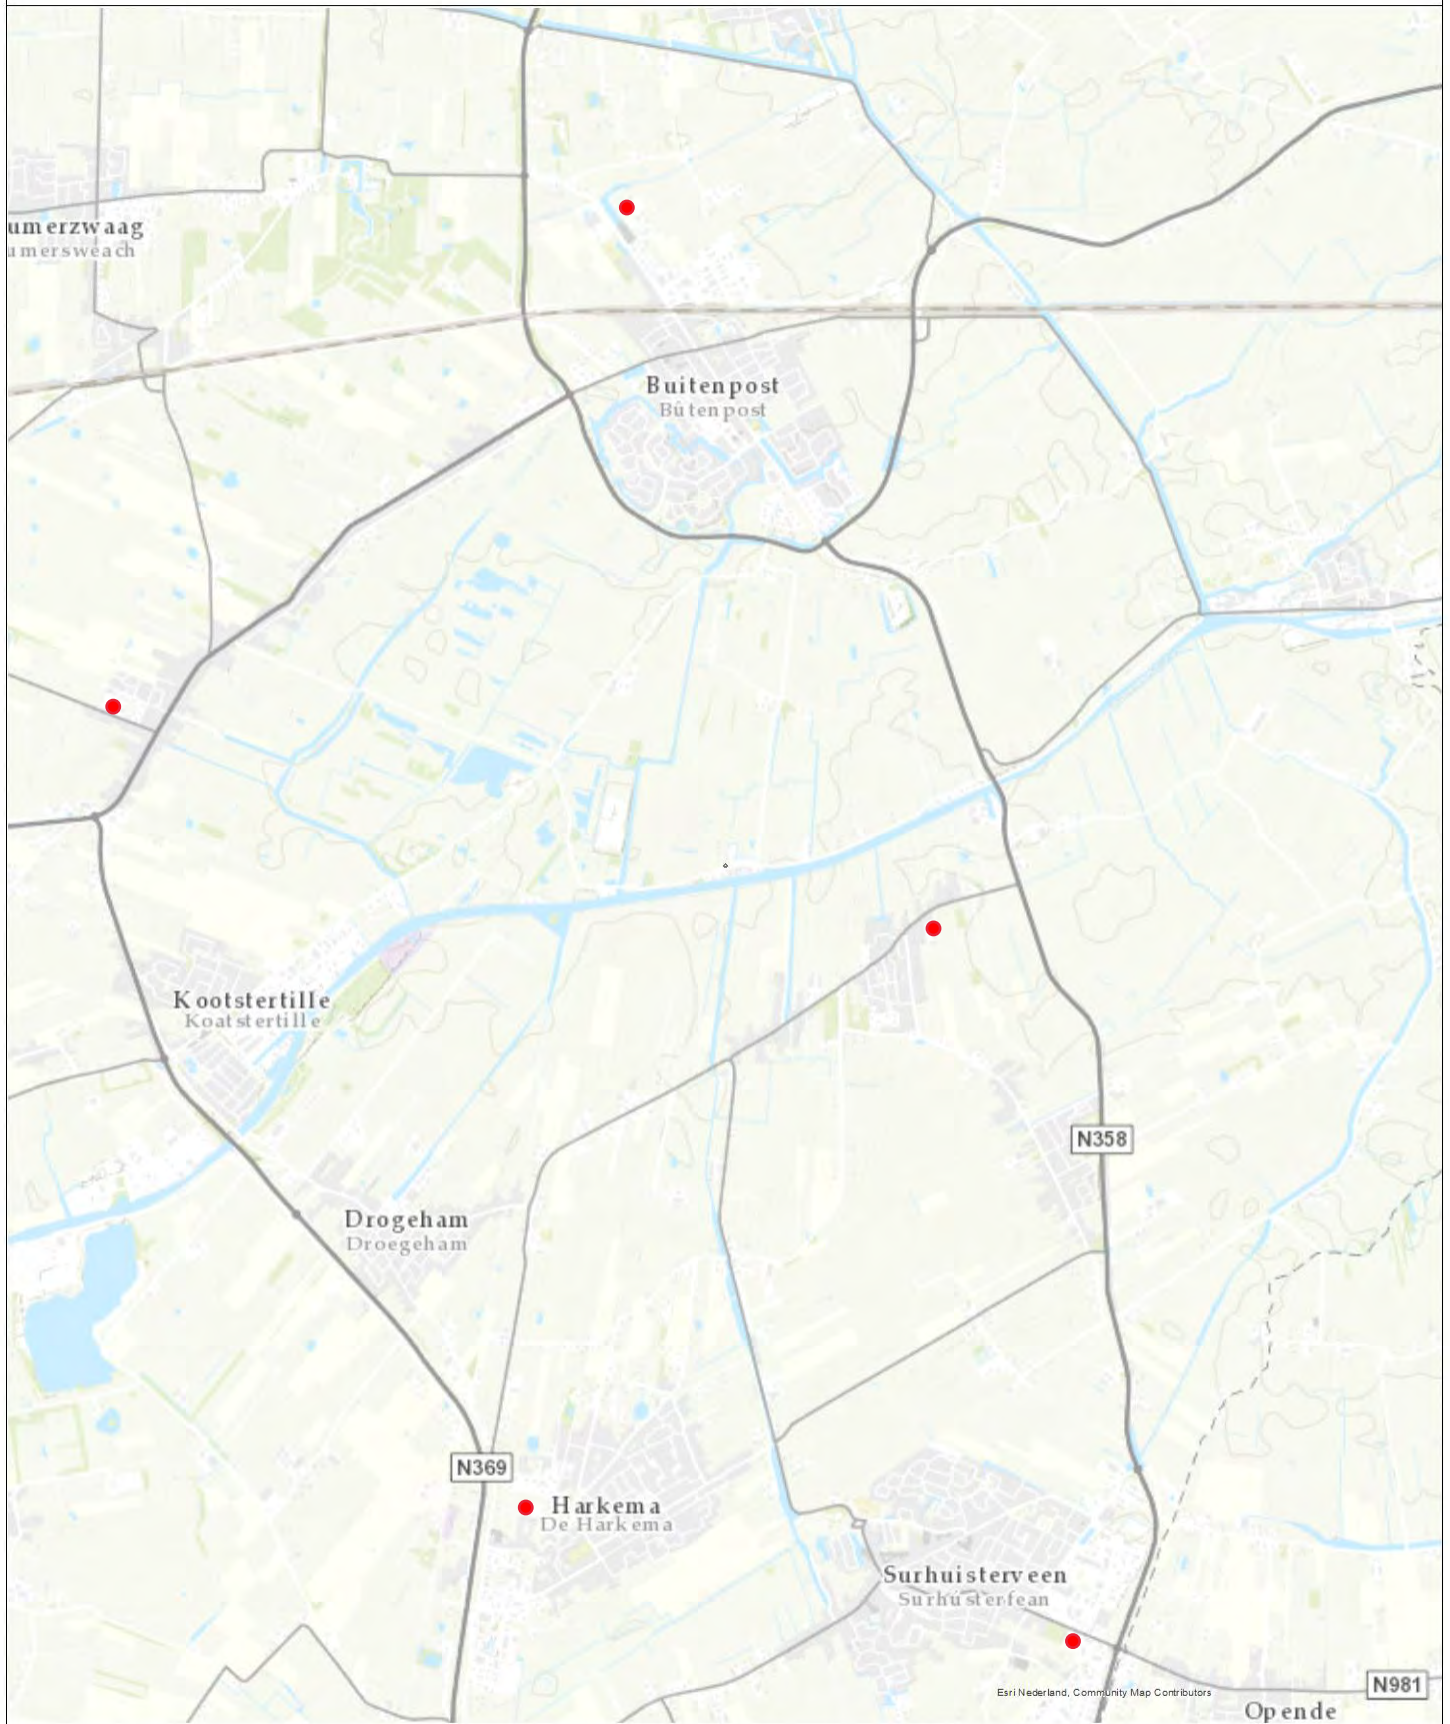 umerzwaag
umersweach
Buitenpost
Bûtenpost
Kootstertille
Koatstertille
N358
Drogeham
Droegeham
N369
Harkema
De Harkema
Surhuisterveen
Surhústerfean
N981
Esri Nederland, Community Map Contributors
Opende